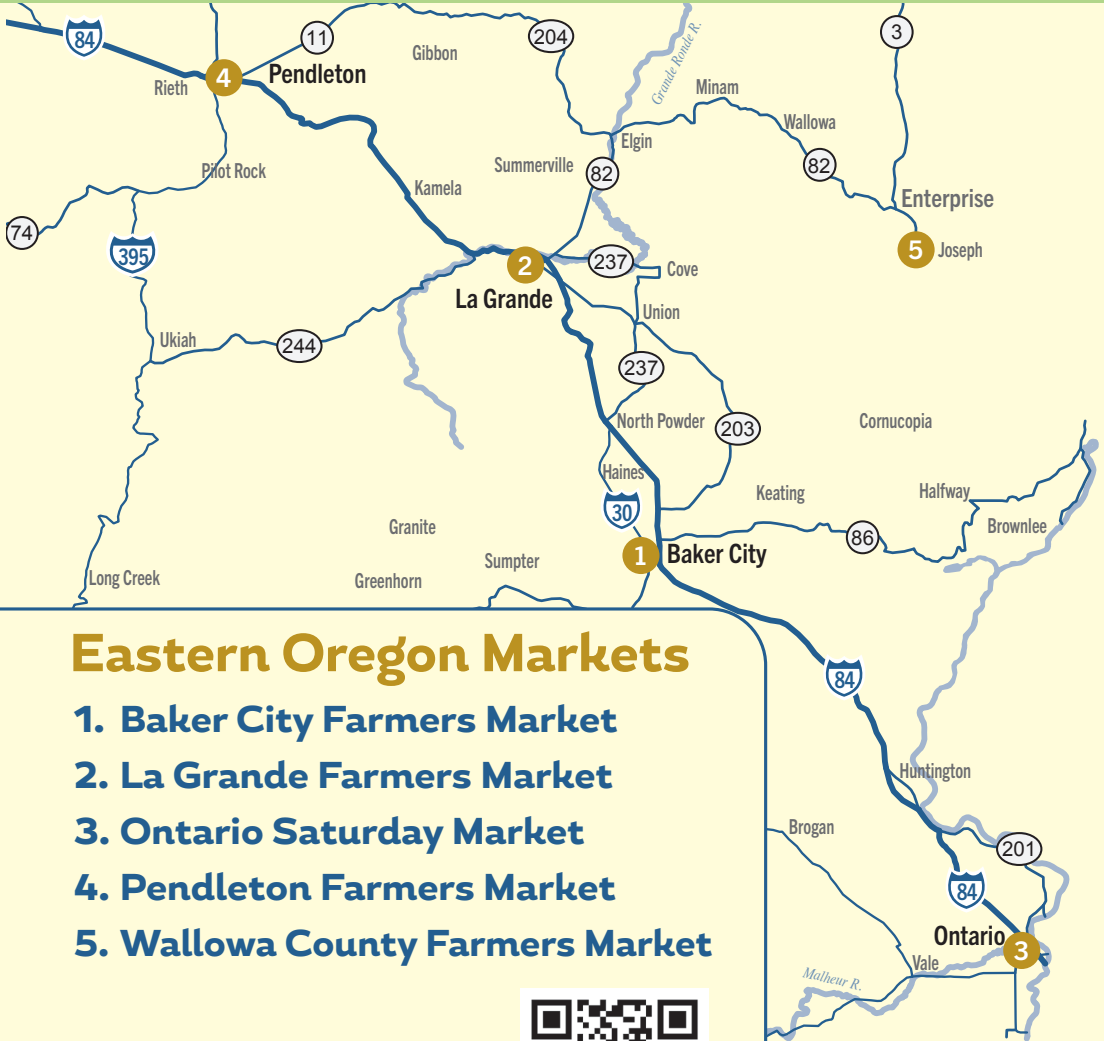 84
11
204
3
Gibbon
Grande Ronde R.
Rieth
4
Pendleton
Minam
Wallowa
Elgin
Summerville
82
82
Pilot Rock
Kamela
Enterprise
74
395
5
Joseph
2
237
Cove
La Grande
Union
Ukiah
244
237
North Powder
203
Cornucopia
Haines
Keating
Halfway
30
Brownlee
Granite
86
1
Baker City
Sumpter
Long Creek
Greenhorn
Eastern Oregon Markets
1. Baker City Farmers Market
2. La Grande Farmers Market
3. Ontario Saturday Market
4. Pendleton Farmers Market
5. Wallowa County Farmers Market
84
Huntington
Brogan
201
84
Ontario
3
Vale
Malheur R.